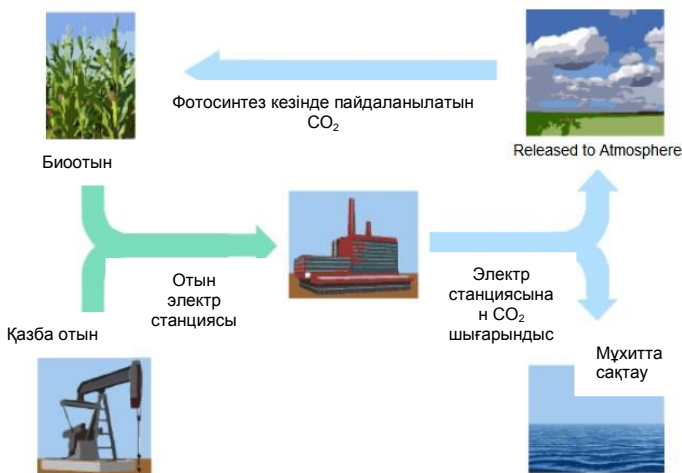 Фотосинтез кезінде пайдаланылатын
CO₂
Released to Atmosphere
Биоотын
Отын
электр
станциясы
Электр
станциясына
н CO₂
шығарындыс
Қазба отын
Мұхитта
сақтау